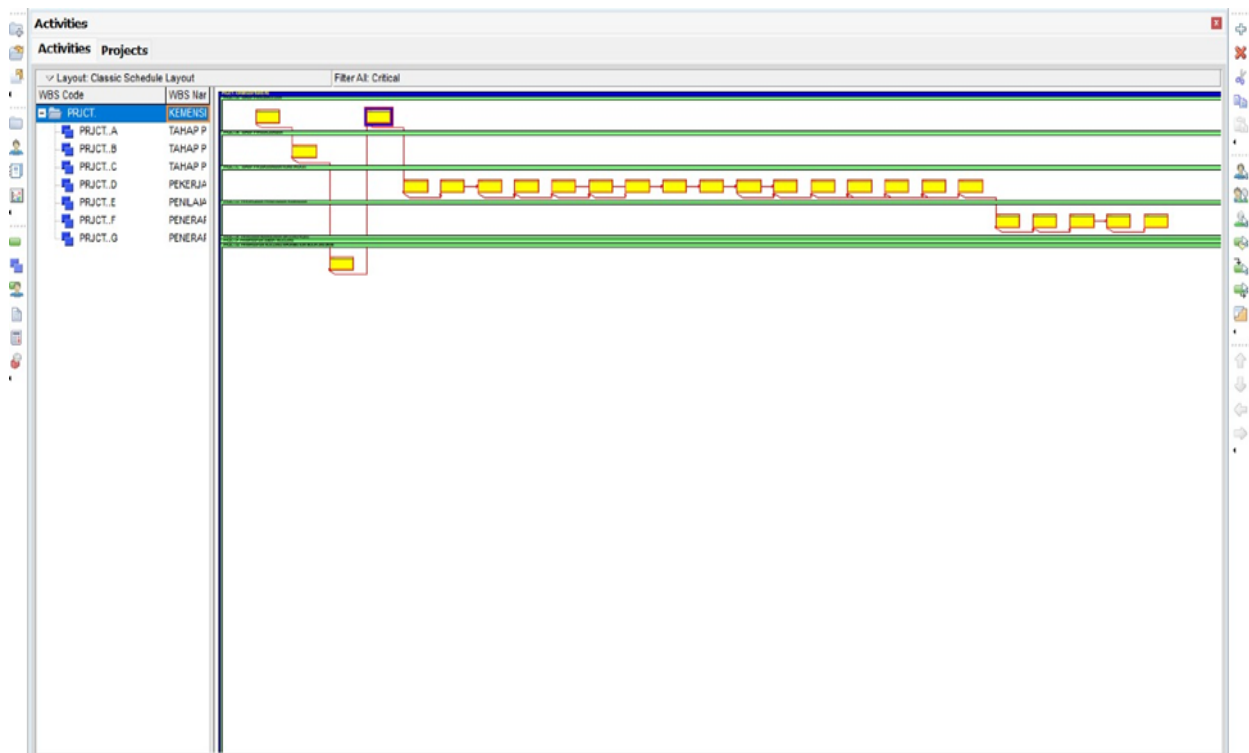 Activities
Activities Projects
Layout: Classic Schedule Layout Filter All: Critical
WBS Code WBS Nar
PRJCT. KEMENSI
PRJCT..A TAHAP P
PRJCT..B TAHAP P
PRJCT..C TAHAP P
PRJCT..D PEKERJA
PRJCT..E PENILAIA
PRJCT..F PENERAF
PRJCT..G PENERAF